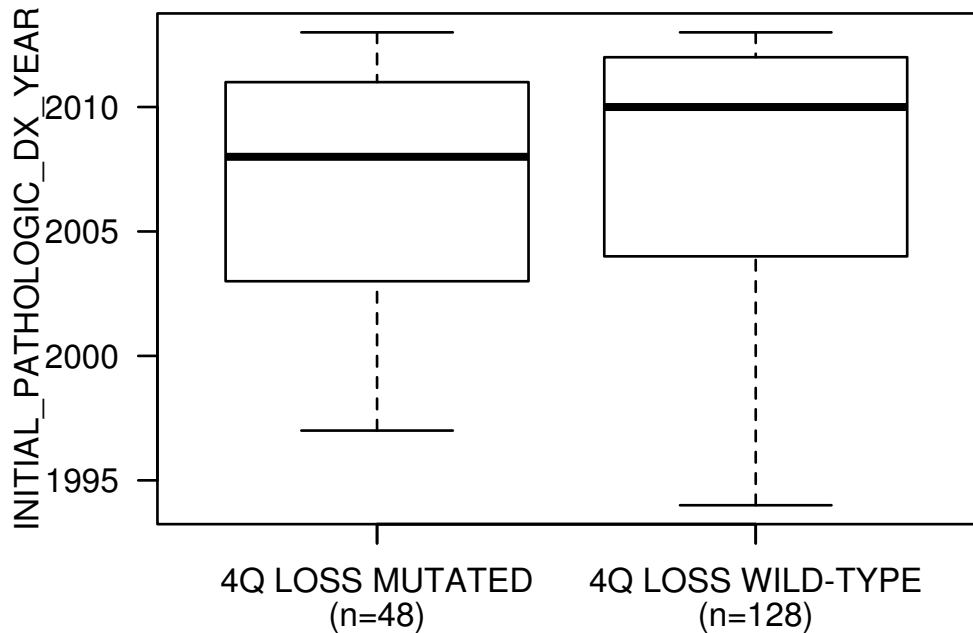 INITIAL_PATHOLOGIC_DX_YEAR
2010
2005
2000
1995
4Q LOSS MUTATED
(n=48)
4Q LOSS WILD-TYPE
(n=128)